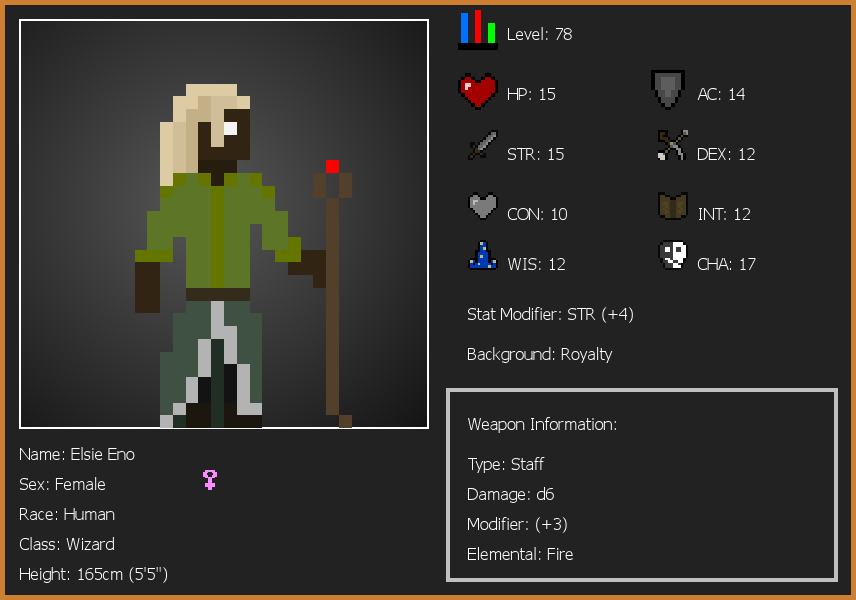 Level: 78
HP: 15
AC: 14
STR: 15
DEX: 12
CON: 10
INT: 12
WIS: 12
CHA: 17
Stat Modifier: STR (+4)
Background: Royalty
Weapon Information:
Type: Staff
Damage: d6
Modifier: (+3)
Elemental: Fire
Name: Elsie Eno
Sex: Female
Race: Human
Class: Wizard
Height: 165cm (5'5")